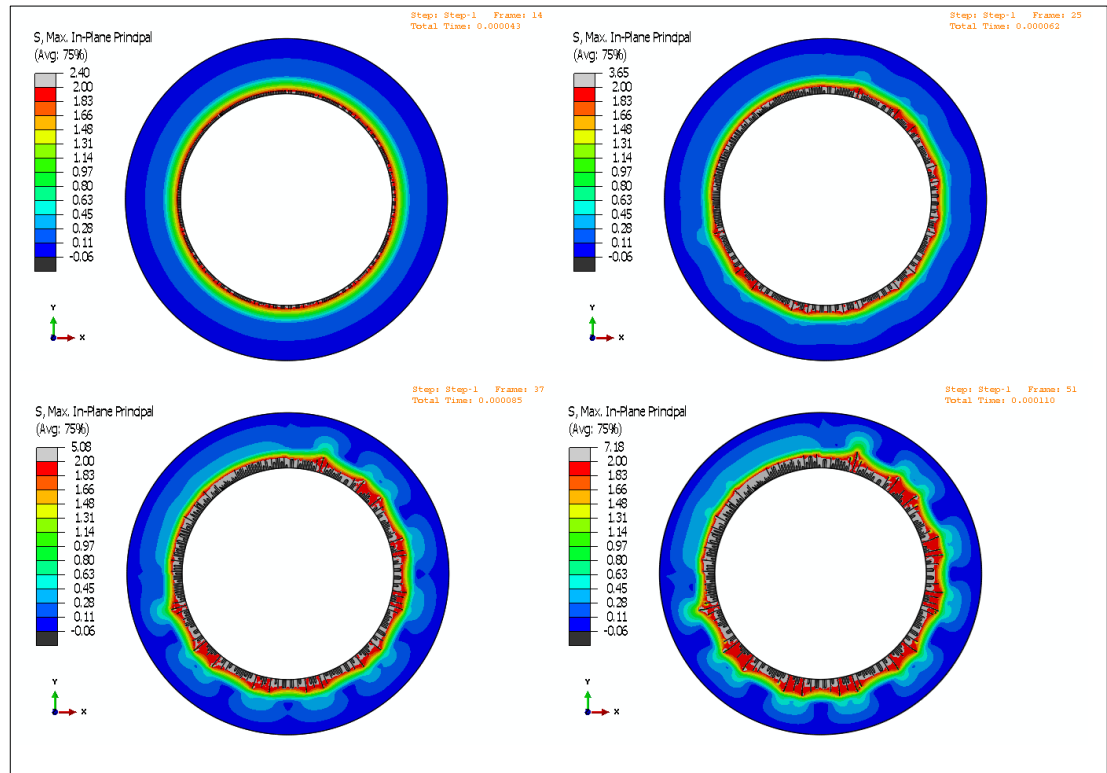 Step: Step-1 Frame: 14
Total Time: 0.000043
S, Max. In-Plane Principal
(Avg: 75%)
2.40
2.00
1.83
1.66
1.48
1.31
1.14
0.97
0.80
0.63
0.45
0.28
0.11
-0.06
Y
X
Step: Step-1 Frame: 25
Total Time: 0.000062
S, Max. In-Plane Principal
(Avg: 75%)
3.65
2.00
1.83
1.66
1.48
1.31
1.14
0.97
0.80
0.63
0.45
0.28
0.11
-0.06
Y
X
Step: Step-1 Frame: 37
Total Time: 0.000085
S, Max. In-Plane Principal
(Avg: 75%)
5.08
2.00
1.83
1.66
1.48
1.31
1.14
0.97
0.80
0.63
0.45
0.28
0.11
-0.06
Y
X
Step: Step-1 Frame: 51
Total Time: 0.000110
S, Max. In-Plane Principal
(Avg: 75%)
7.18
2.00
1.83
1.66
1.48
1.31
1.14
0.97
0.80
0.63
0.45
0.28
0.11
-0.06
Y
X